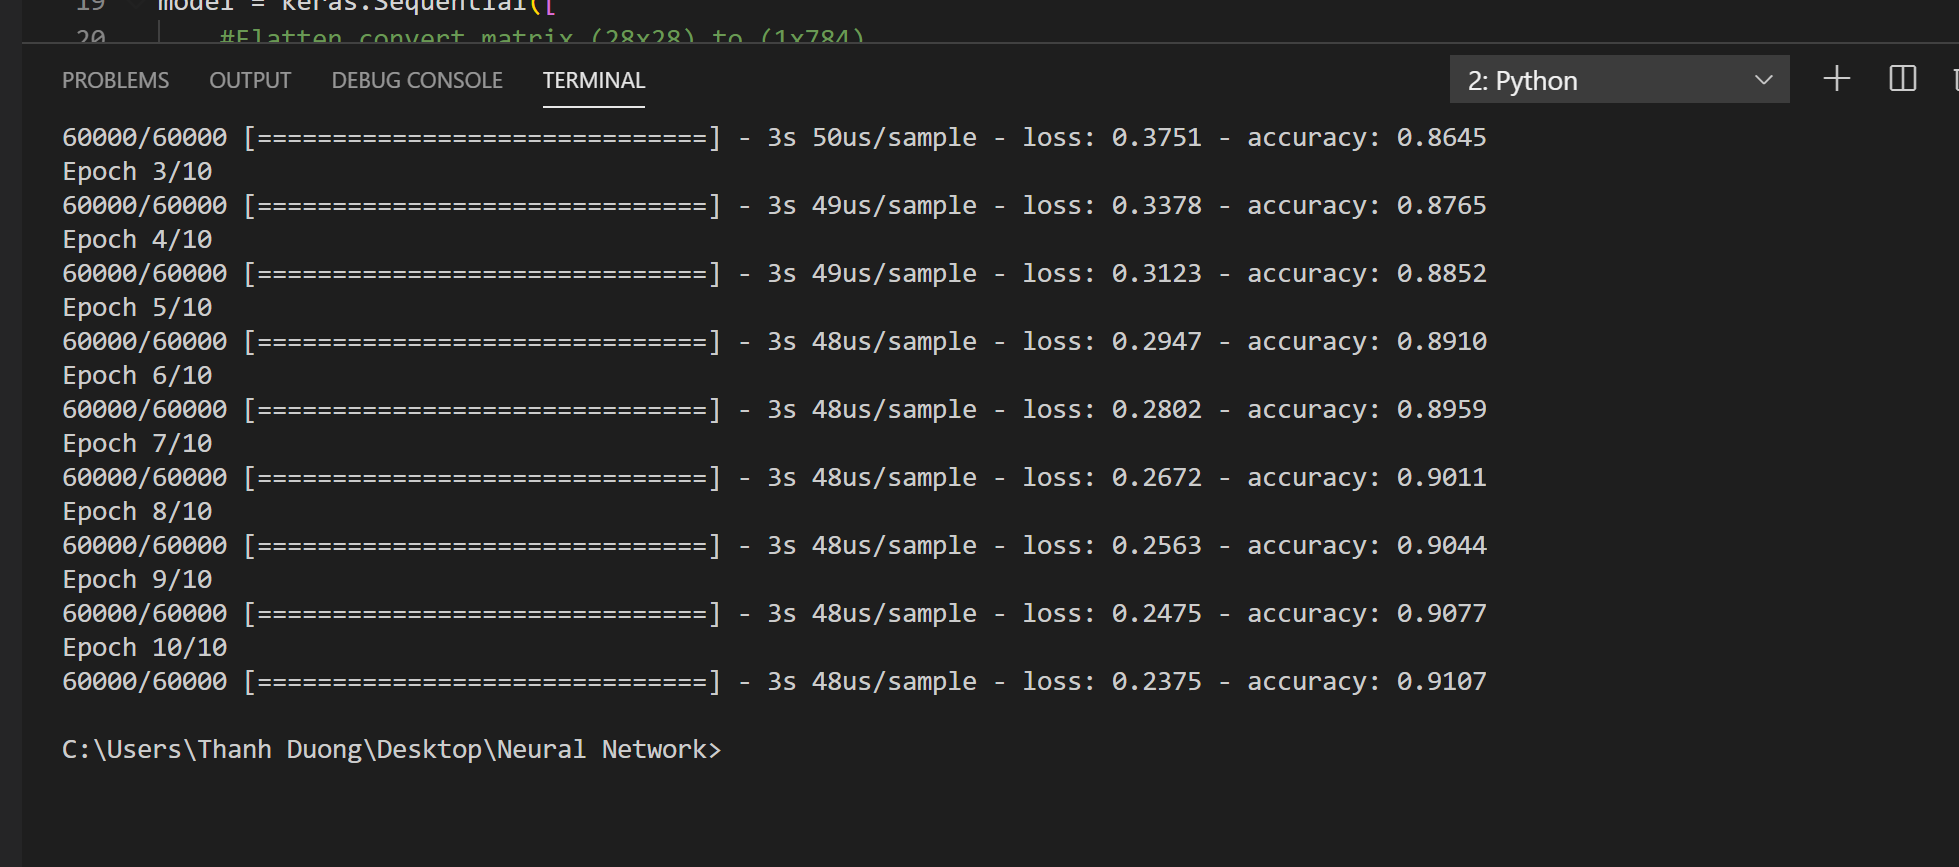 19 model = keras.Sequential([
20 #Flatten convert matrix (28x28) to (1x784)
PROBLEMS OUTPUT DEBUG CONSOLE TERMINAL 2: Python
60000/60000 [==============================] - 3s 50us/sample - loss: 0.3751 - accuracy: 0.8645
Epoch 3/10
60000/60000 [==============================] - 3s 49us/sample - loss: 0.3378 - accuracy: 0.8765
Epoch 4/10
60000/60000 [==============================] - 3s 49us/sample - loss: 0.3123 - accuracy: 0.8852
Epoch 5/10
60000/60000 [==============================] - 3s 48us/sample - loss: 0.2947 - accuracy: 0.8910
Epoch 6/10
60000/60000 [==============================] - 3s 48us/sample - loss: 0.2802 - accuracy: 0.8959
Epoch 7/10
60000/60000 [==============================] - 3s 48us/sample - loss: 0.2672 - accuracy: 0.9011
Epoch 8/10
60000/60000 [==============================] - 3s 48us/sample - loss: 0.2563 - accuracy: 0.9044
Epoch 9/10
60000/60000 [==============================] - 3s 48us/sample - loss: 0.2475 - accuracy: 0.9077
Epoch 10/10
60000/60000 [==============================] - 3s 48us/sample - loss: 0.2375 - accuracy: 0.9107
C:\Users\Thanh Duong\Desktop\Neural Network>